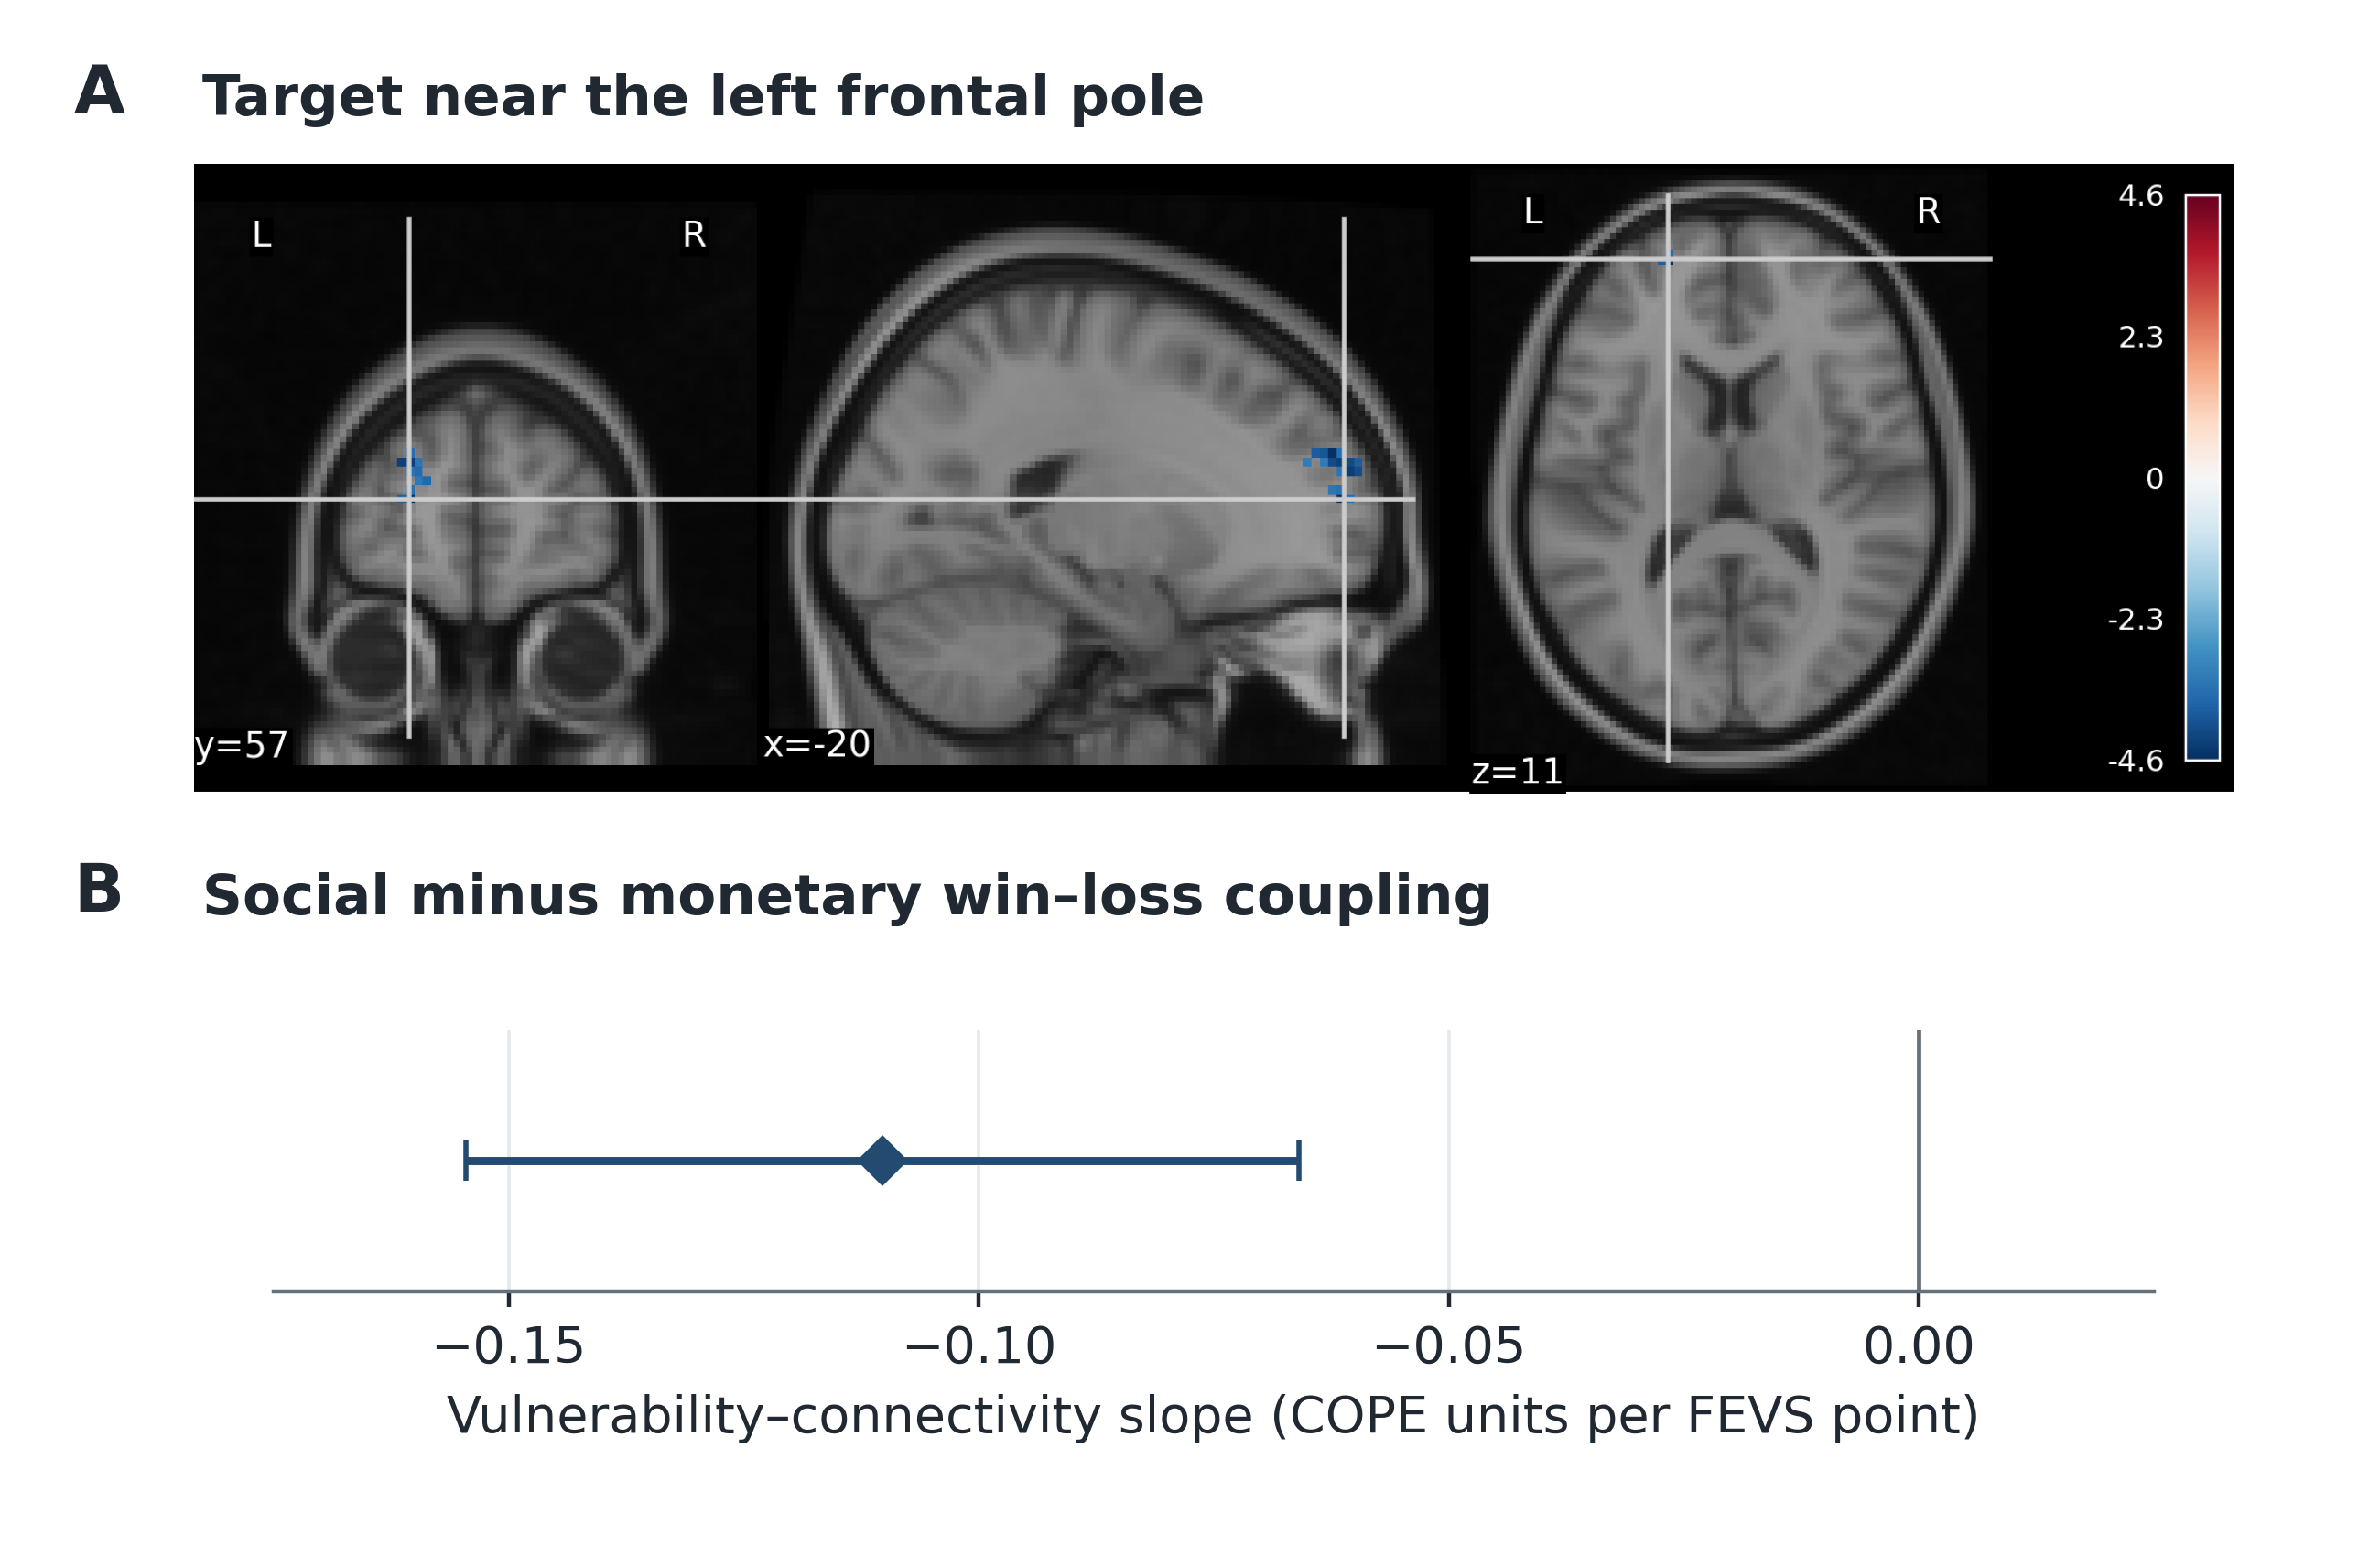 A Target near the left frontal pole
L R L R
4.6
2.3
0
-2.3
-4.6
y=57 x=-20 z=11
B Social minus monetary win–loss coupling
−0.15 −0.10 −0.05 0.00
Vulnerability–connectivity slope (COPE units per FEVS point)